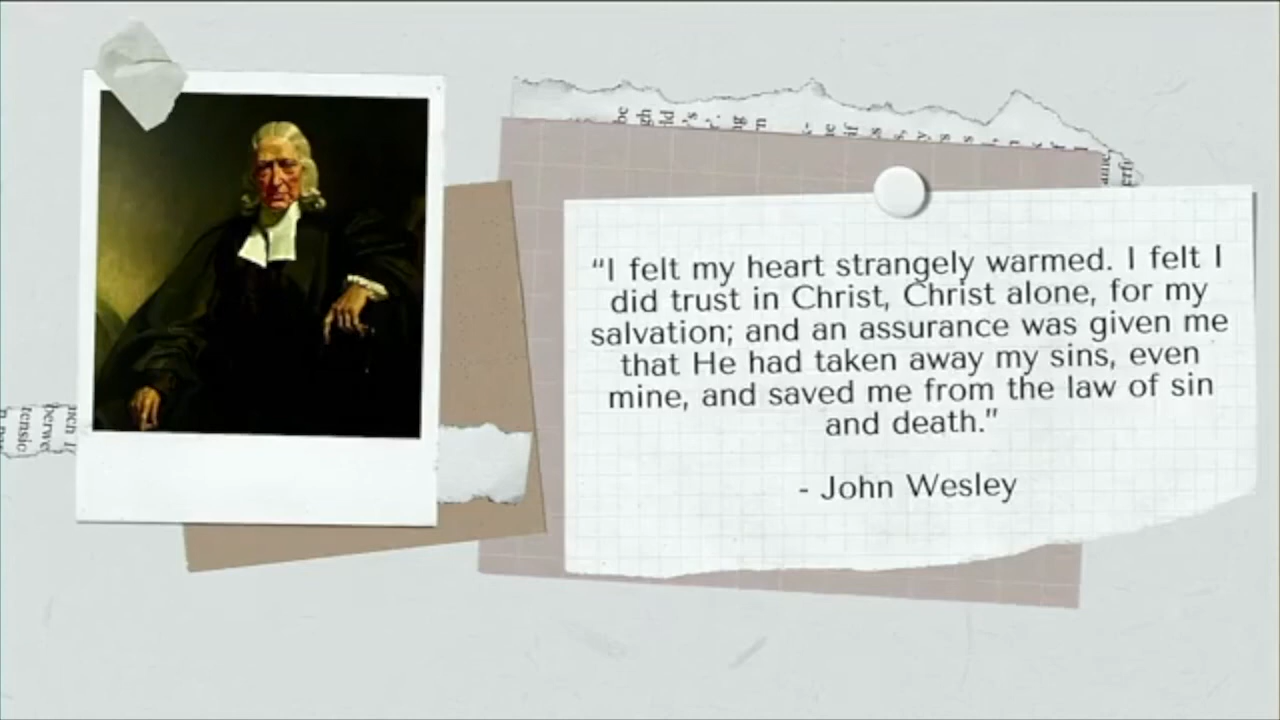 “I felt my heart strangely warmed. I felt I
did trust in Christ, Christ alone, for my
salvation; and an assurance was given me
that He had taken away my sins, even
mine, and saved me from the law of sin
and death.”
- John Wesley